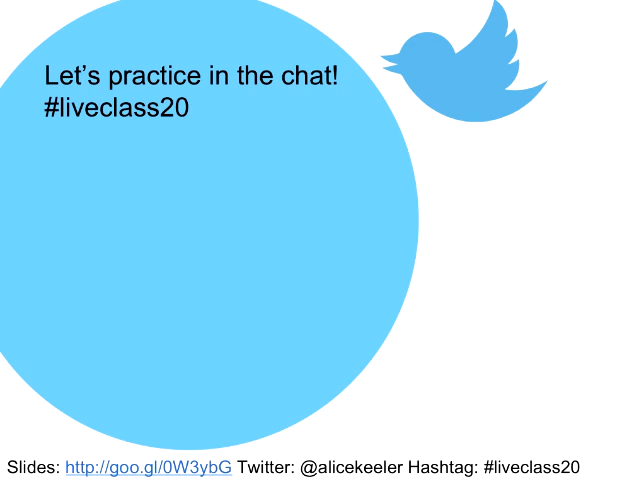 Let’s practice in the chat!
#liveclass20
Slides: http://goo.gl/0W3ybG Twitter: @alicekeeler Hashtag: #liveclass20